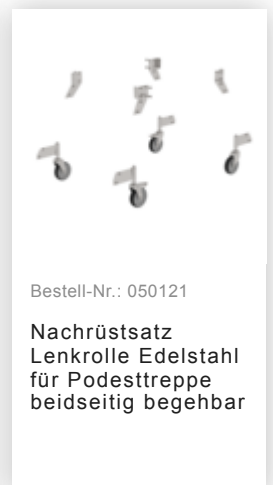 Bestell-Nr.: 050121
Nachrüstsatz
Lenkrolle Edelstahl
für Podesttreppe
beidseitig begehbar